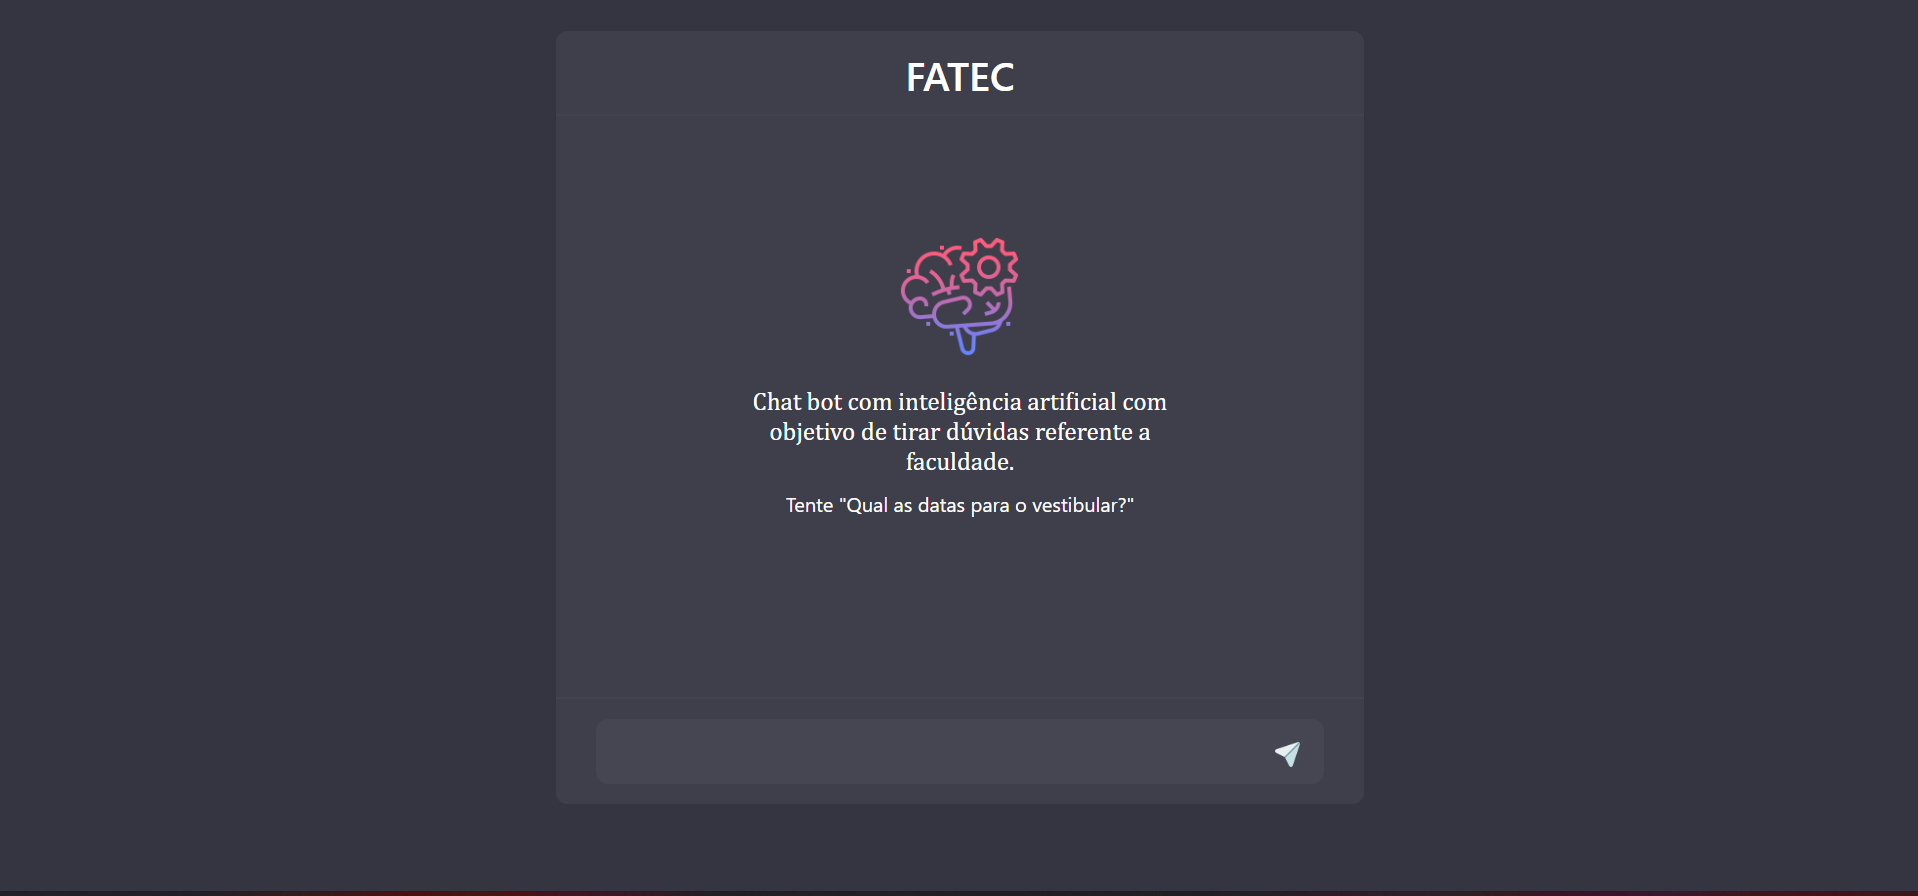 FATEC
Chat bot com inteligência artificial com
objetivo de tirar dúvidas referente a
faculdade.
Tente "Qual as datas para o vestibular?"